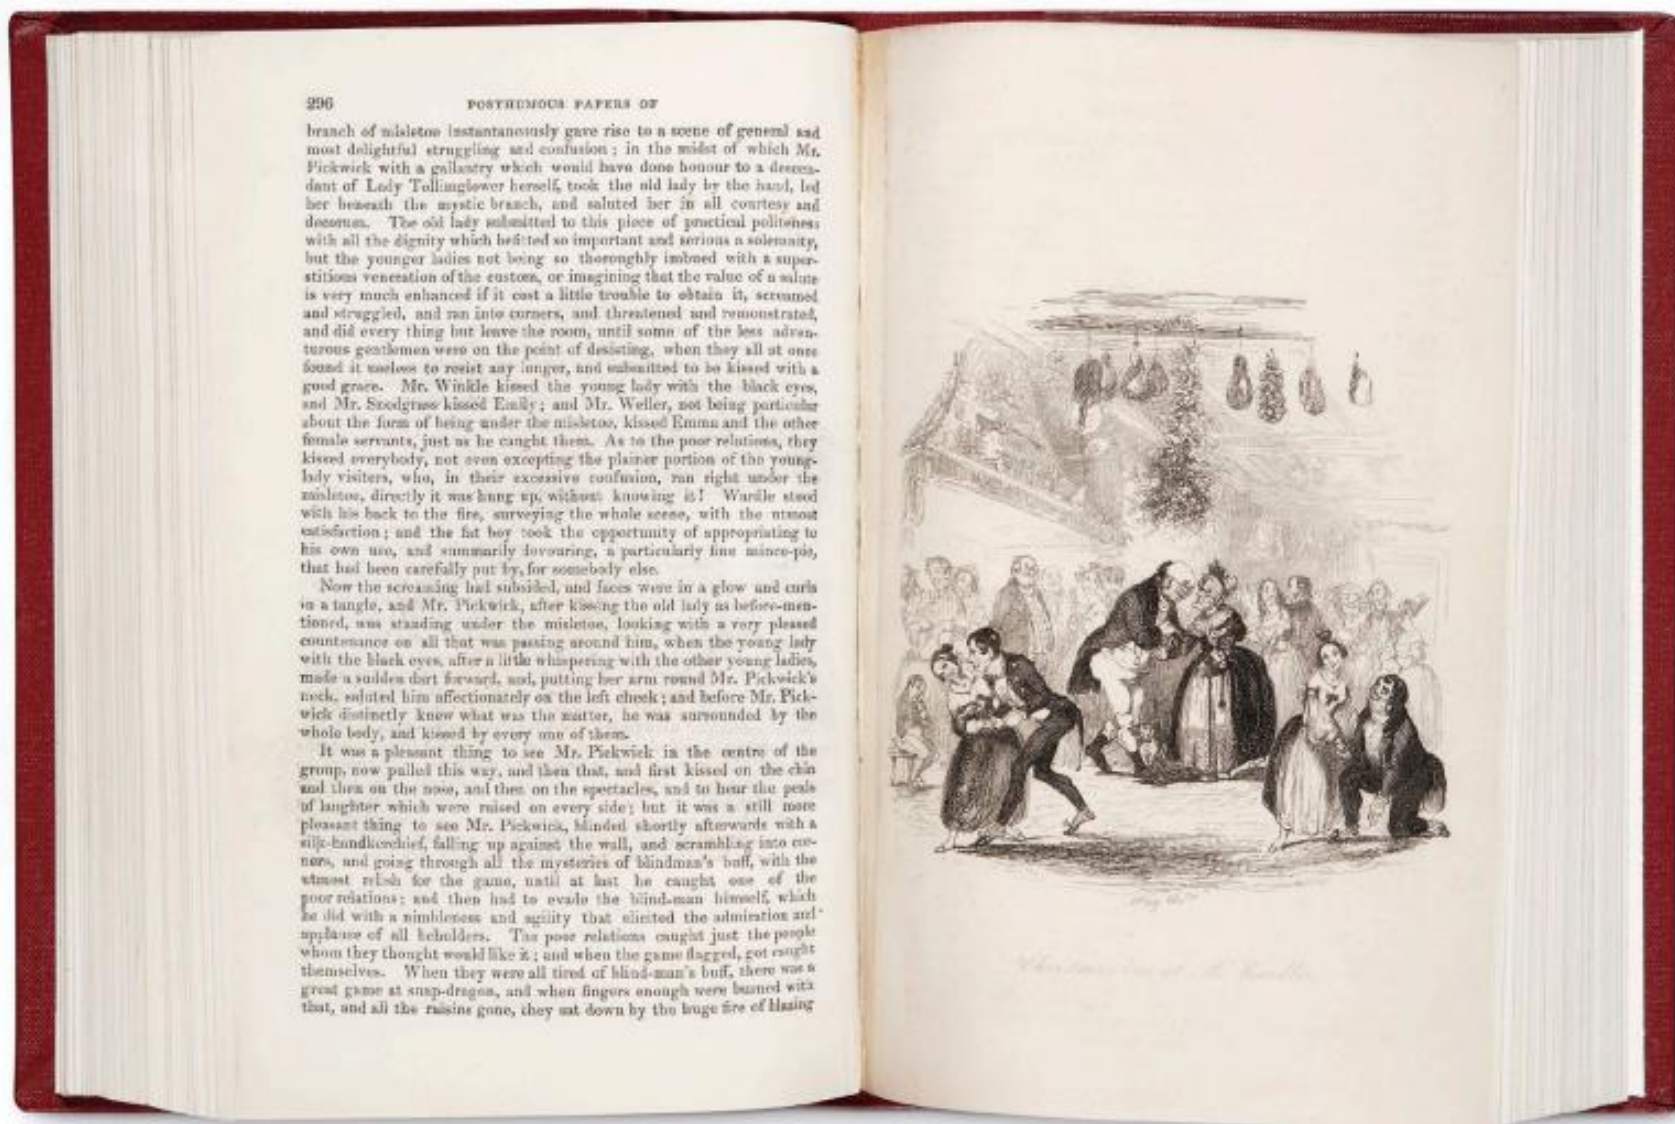 296 POSTHUMOUS PAPERS OF
branch of misletoe instantaneously gave rise to a scene of general and
most delightful struggling and confusion; in the midst of which Mr.
Pickwick with a gallantry which would have done honour to a descen-
dant of Lady Tollimglower herself, took the old lady by the hand, led
her beneath the mystic branch, and saluted her in all courtesy and
decorum. The old lady submitted to this piece of practical politeness
with all the dignity which befitted so important and serious a solemnity,
but the younger ladies not being so thoroughly imbued with a super-
stitious veneration of the custom, or imagining that the value of a salute
is very much enhanced if it cost a little trouble to obtain it, screamed
and struggled, and ran into corners, and threatened and remonstrated,
and did every thing but leave the room, until some of the less adven-
turous gentlemen were on the point of desisting, when they all at once
found it useless to resist any longer, and submitted to be kissed with a
good grace. Mr. Winkle kissed the young lady with the black eyes,
and Mr. Snodgrass kissed Emily; and Mr. Weller, not being particular
about the form of being under the misletoe, kissed Emma and the other
female servants, just as he caught them. As to the poor relations, they
kissed everybody, not even excepting the plainer portion of the young-
lady visiters, who, in their excessive confusion, ran right under the
misletoe, directly it was hung up, without knowing it! Wardle stood
with his back to the fire, surveying the whole scene, with the utmost
satisfaction; and the fat boy took the opportunity of appropriating to
his own use, and summarily devouring, a particularly fine mince-pie,
that had been carefully put by, for somebody else.
Now the screaming had subsided, and faces were in a glow and curls
in a tangle, and Mr. Pickwick, after kissing the old lady as before-men-
tioned, was standing under the misletoe, looking with a very pleased
countenance on all that was passing around him, when the young lady
with the black eyes, after a little whispering with the other young ladies,
made a sudden dart forward, and, putting her arm round Mr. Pickwick's
neck, saluted him affectionately on the left cheek; and before Mr. Pick-
wick distinctly knew what was the matter, he was surrounded by the
whole body, and kissed by every one of them.
It was a pleasant thing to see Mr. Pickwick in the centre of the
group, now pulled this way, and then that, and first kissed on the chin
and then on the nose, and then on the spectacles, and to hear the peals
of laughter which were raised on every side; but it was a still more
pleasant thing to see Mr. Pickwick, blinded shortly afterwards with a
silk-handkerchief, falling up against the wall, and scrambling into cor-
ners, and going through all the mysteries of blindman's buff, with the
utmost relish for the game, until at last he caught one of the
poor relations; and then had to evade the blind-man himself, which
he did with a nimbleness and agility that elicited the admiration and
applause of all beholders. The poor relations caught just the people
whom they thought would like it; and when the game flagged, got caught
themselves. When they were all tired of blind-man's buff, there was a
great game at snap-dragon, and when fingers enough were burned with
that, and all the raisins gone, they sat down by the huge fire of blazing